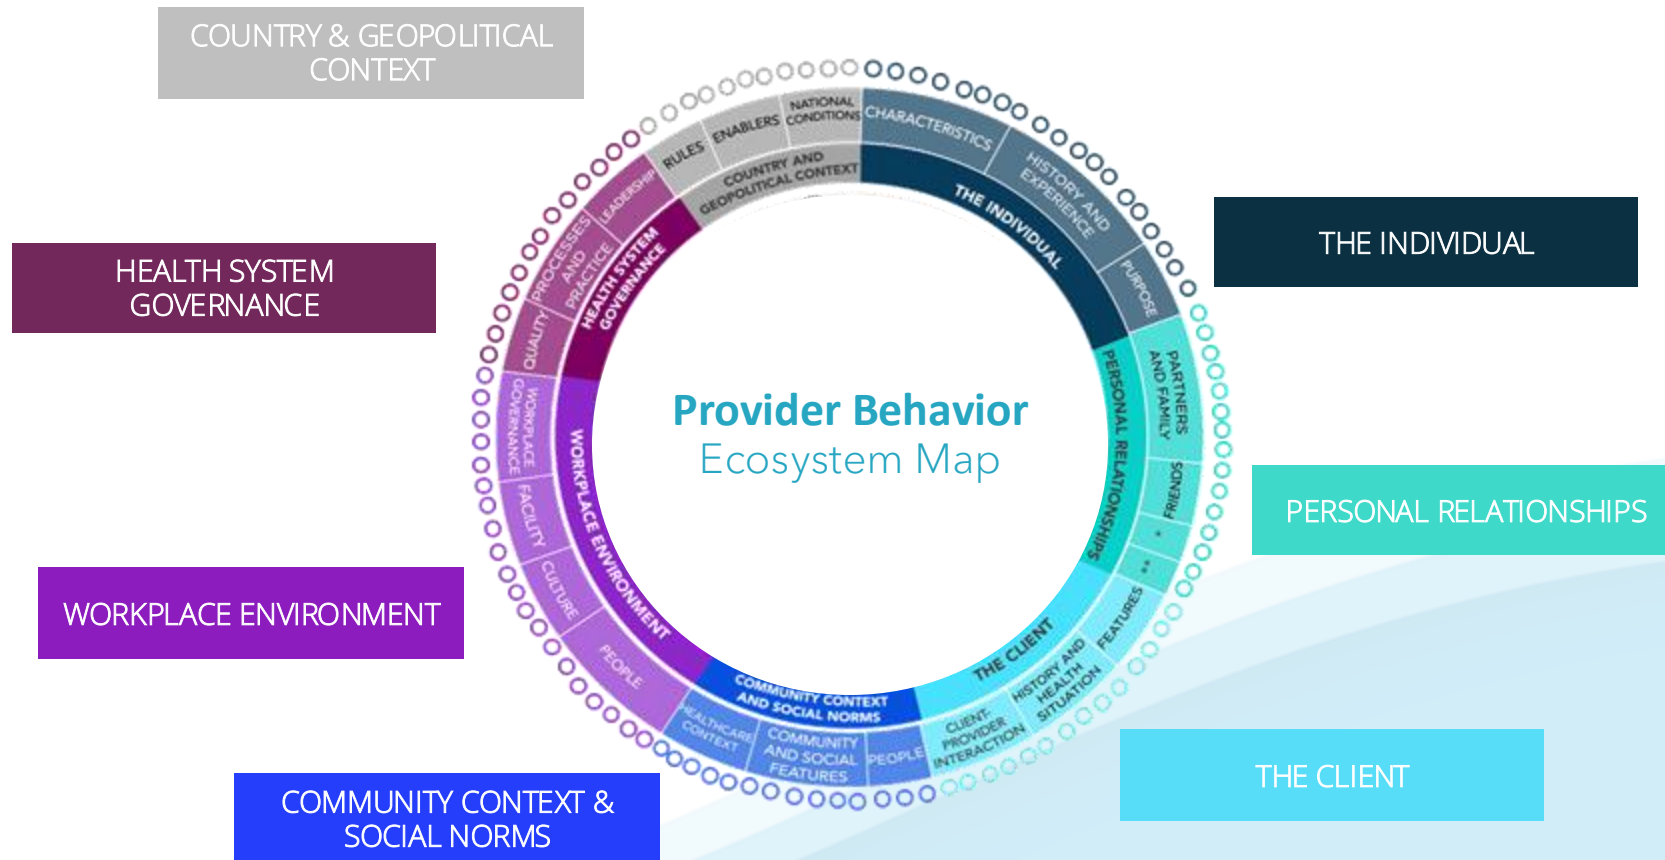 COUNTRY & GEOPOLITICAL
CONTEXT
HEALTH SYSTEM
GOVERNANCE
WORKPLACE ENVIRONMENT
COMMUNITY CONTEXT &
SOCIAL NORMS
THE INDIVIDUAL
PERSONAL RELATIONSHIPS
THE CLIENT
Provider Behavior
Ecosystem Map
THE INDIVIDUAL
CHARACTERISTICS
HISTORY AND
EXPERIENCE
PURPOSE
PERSONAL RELATIONSHIPS
PARTNERS
AND FAMILY
FRIENDS
*
**
THE CLIENT
FEATURES
HISTORY AND
HEALTH
SITUATION
CLIENT-
PROVIDER
INTERACTION
COMMUNITY CONTEXT
AND SOCIAL NORMS
PEOPLE
COMMUNITY
AND SOCIAL
FEATURES
HEALTHCARE
CONTEXT
WORKPLACE ENVIRONMENT
PEOPLE
CULTURE
FACILITY
WORKPLACE
GOVERNANCE
HEALTH SYSTEM
GOVERNANCE
QUALITY
PROCESSES
AND
PRACTICE
LEADERSHIP
COUNTRY AND
GEOPOLITICAL CONTEXT
RULES
ENABLERS
NATIONAL
CONDITIONS